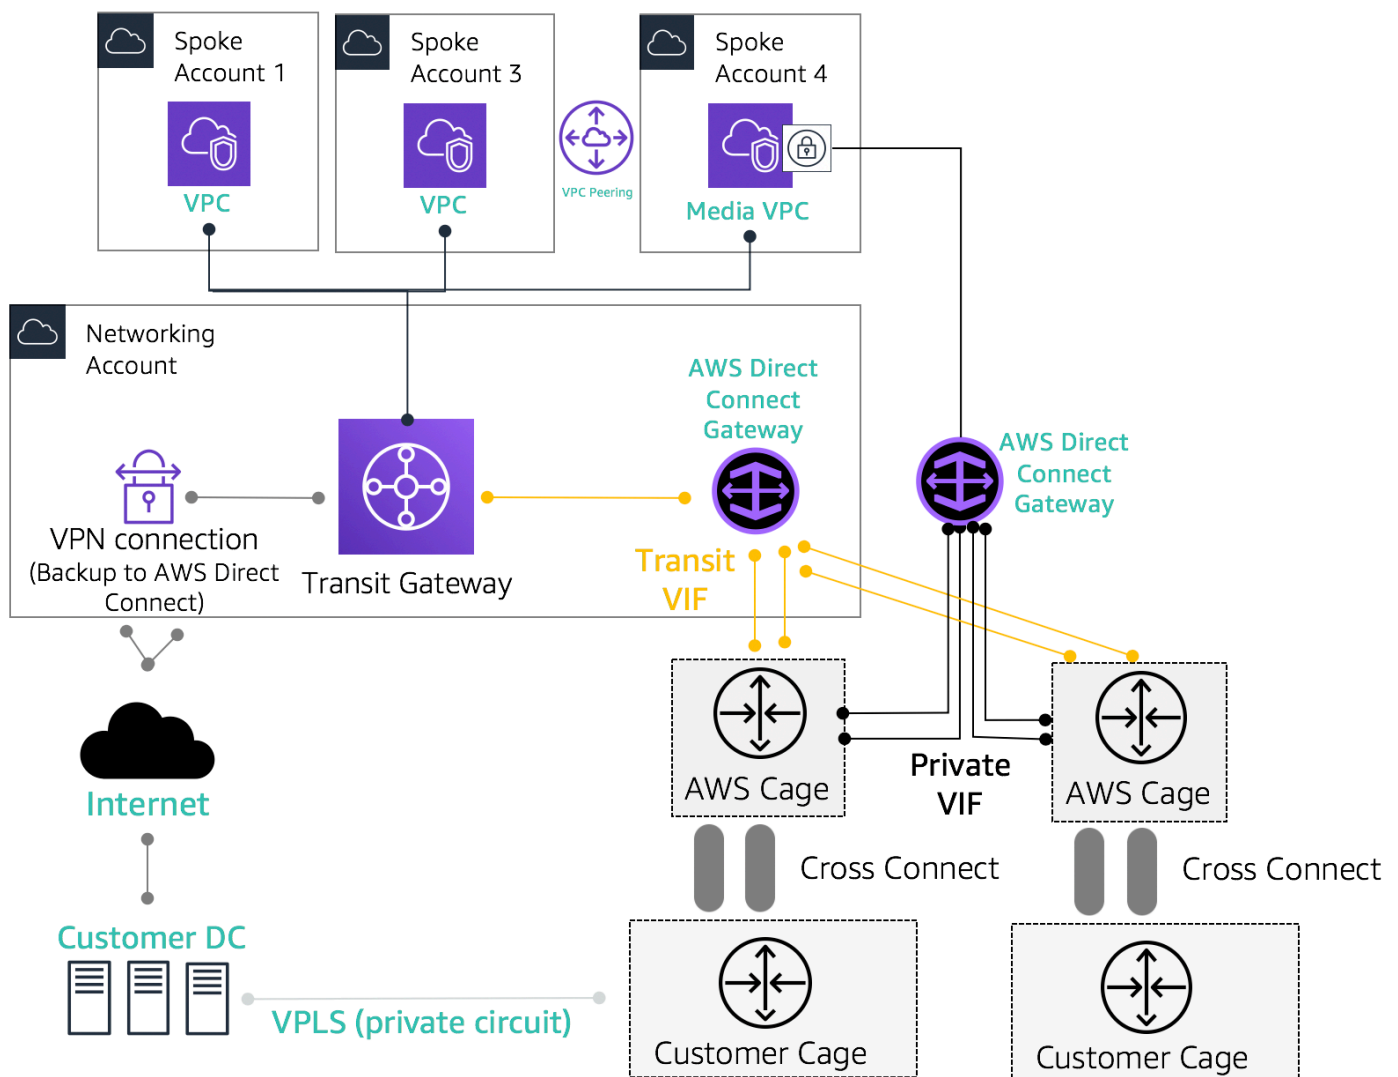 Spoke
Account 1
VPC
Spoke
Account 3
VPC
VPC Peering
Spoke
Account 4
Media VPC
Networking
Account
AWS Direct
Connect
Gateway
AWS Direct
Connect
Gateway
VPN connection
(Backup to AWS Direct
Connect)
Transit Gateway
Transit
VIF
Internet
AWS Cage
Private
VIF
AWS Cage
Cross Connect
Cross Connect
Customer DC
VPLS (private circuit)
Customer Cage
Customer Cage